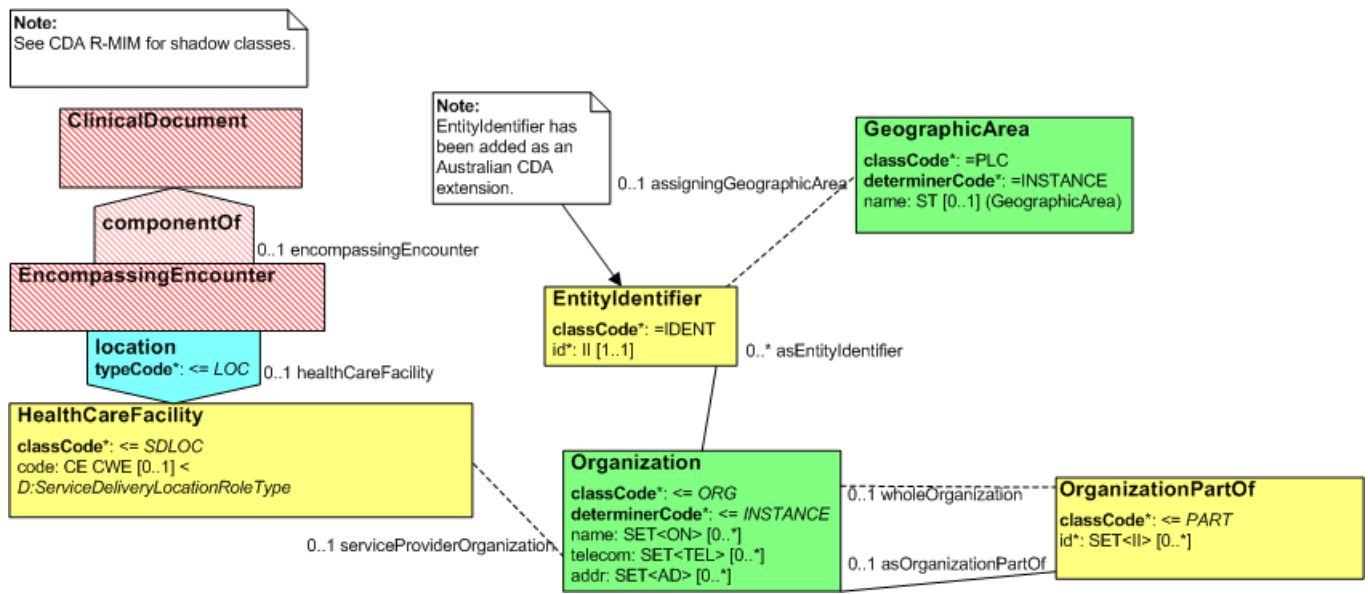 Note:
See CDA R-MIM for shadow classes.
ClinicalDocument
componentOf
0..1 encompassingEncounter
EncompassingEncounter
location
typeCode*: <= LOC
0..1 healthCareFacility
HealthCareFacility
classCode*: <= SDLOC
code: CE CWE [0..1] <
D:ServiceDeliveryLocationRoleType
0..1 serviceProviderOrganization
Note:
EntityIdentifier has
been added as an
Australian CDA
extension.
0..1 assigningGeographicArea
GeographicArea
classCode*: =PLC
determinerCode*: =INSTANCE
name: ST [0..1] (GeographicArea)
EntityIdentifier
classCode*: =IDENT
id*: II [1..1]
0..* asEntityIdentifier
Organization
classCode*: <= ORG
determinerCode*: <= INSTANCE
name: SET<ON> [0..*]
telecom: SET<TEL> [0..*]
addr: SET<AD> [0..*]
0..1 wholeOrganization
0..1 asOrganizationPartOf
OrganizationPartOf
classCode*: <= PART
id*: SET<II> [0..*]